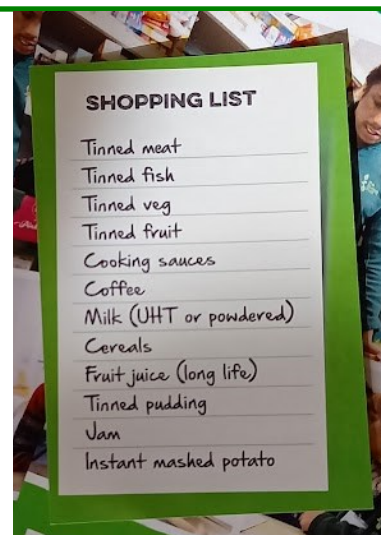 SHOPPING LIST
Tinned meat
Tinned fish
Tinned veg
Tinned fruit
Cooking sauces
Coffee
Milk (UHT or powdered)
Cereals
Fruit juice (long life)
Tinned pudding
Jam
Instant mashed potato